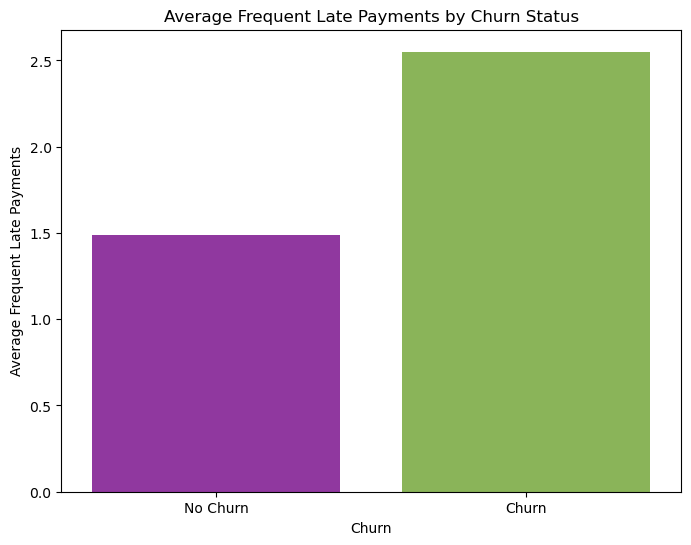 Average Frequent Late Payments by Churn Status
Average Frequent Late Payments
2.5
2.0
1.5
1.0
0.5
0.0
No Churn
Churn
Churn